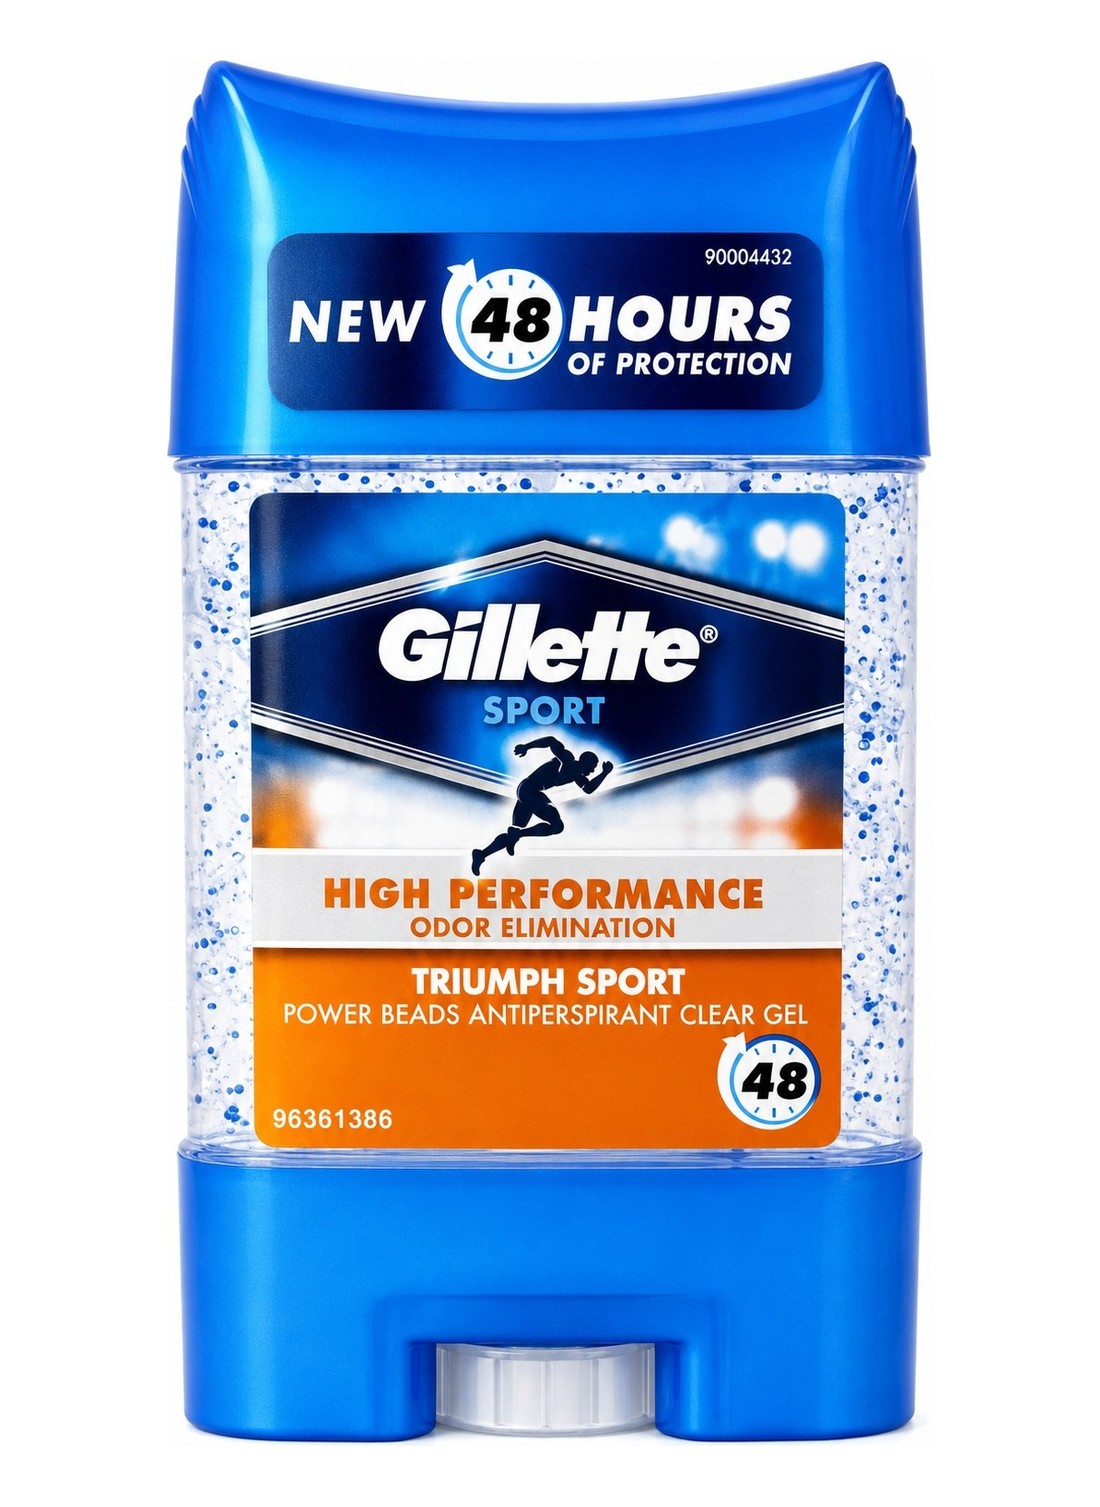 90004432
NEW 48 HOURS
OF PROTECTION
Gillette®
SPORT
HIGH PERFORMANCE
ODOR ELIMINATION
TRIUMPH SPORT
POWER BEADS ANTIPERSPIRANT CLEAR GEL
48
96361386